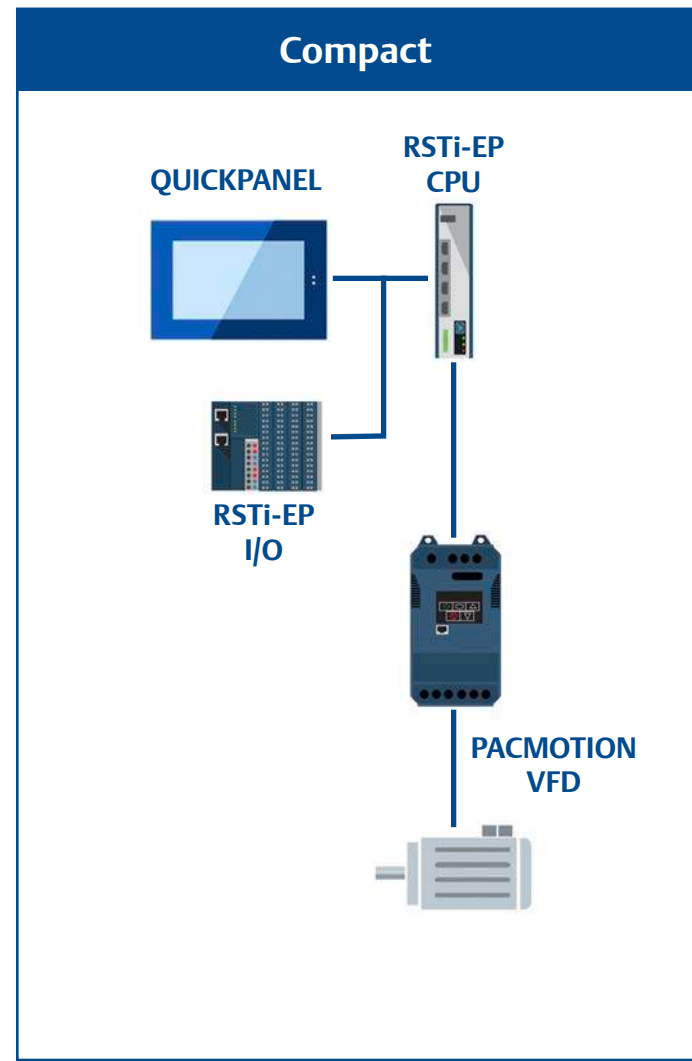 Compact
QUICKPANEL
RSTi-EP
CPU
RSTi-EP
I/O
PACMOTION
VFD